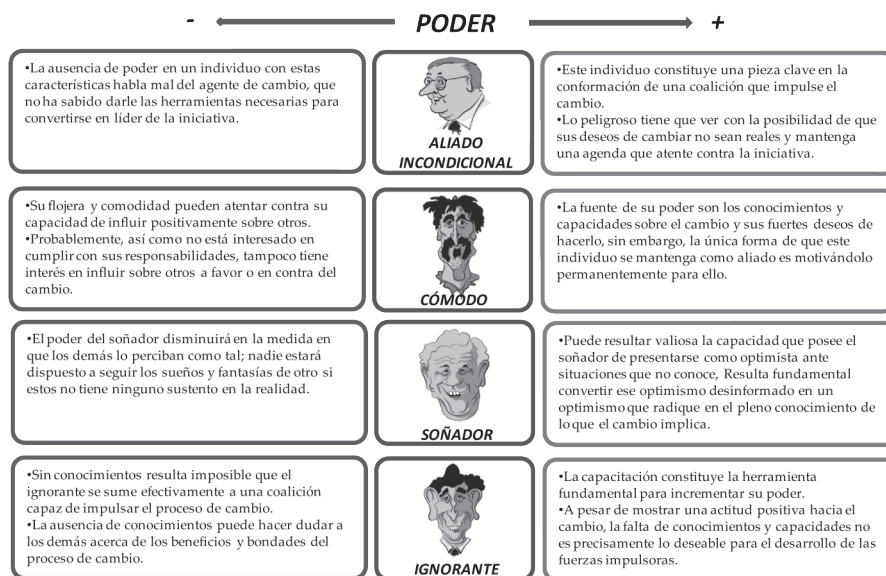 - PODER +
•La ausencia de poder en un individuo con estas
características habla mal del agente de cambio, que
no ha sabido darle las herramientas necesarias para
convertirse en líder de la iniciativa.
ALIADO
INCONDICIONAL
•Este individuo constituye una pieza clave en la
conformación de una coalición que impulse el
cambio.
•Lo peligroso tiene que ver con la posibilidad de que
sus deseos de cambiar no sean reales y mantenga
una agenda que atente contra la iniciativa.
•Su flojera y comodidad pueden atentar contra su
capacidad de influir positivamente sobre otros.
•Probablemente, así como no está interesado en
cumplir con sus responsabilidades, tampoco tiene
interés en influir sobre otros a favor o en contra del
cambio.
CÓMODO
•La fuente de su poder son los conocimientos y
capacidades sobre el cambio y sus fuertes deseos de
hacerlo, sin embargo, la única forma de que este
individuo se mantenga como aliado es motivándolo
permanentemente para ello.
•El poder del soñador disminuirá en la medida en
que los demás lo perciban como tal; nadie estará
dispuesto a seguir los sueños y fantasías de otro si
estos no tiene ninguno sustento en la realidad.
SOÑADOR
•Puede resultar valiosa la capacidad que posee el
soñador de presentarse como optimista ante
situaciones que no conoce, Resulta fundamental
convertir ese optimismo desinformado en un
optimismo que radique en el pleno conocimiento de
lo que el cambio implica.
•Sin conocimientos resulta imposible que el
ignorante se sume efectivamente a una coalición
capaz de impulsar el proceso de cambio.
•La ausencia de conocimientos puede hacer dudar a
los demás acerca de los beneficios y bondades del
proceso de cambio.
IGNORANTE
•La capacitación constituye la herramienta
fundamental para incrementar su poder.
•A pesar de mostrar una actitud positiva hacia el
cambio, la falta de conocimientos y capacidades no
es precisamente lo deseable para el desarrollo de las
fuerzas impulsoras.